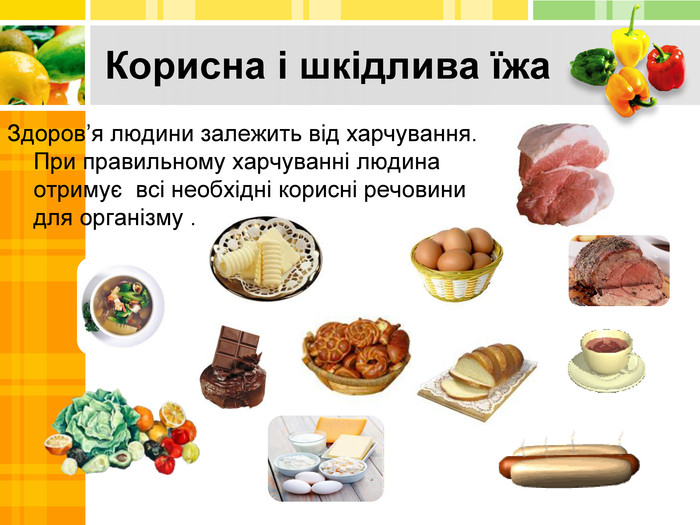 Корисна і шкідлива їжа
Здоров’я людини залежить від харчування.
При правильному харчуванні людина
отримує  всі необхідні корисні речовини
для організму .